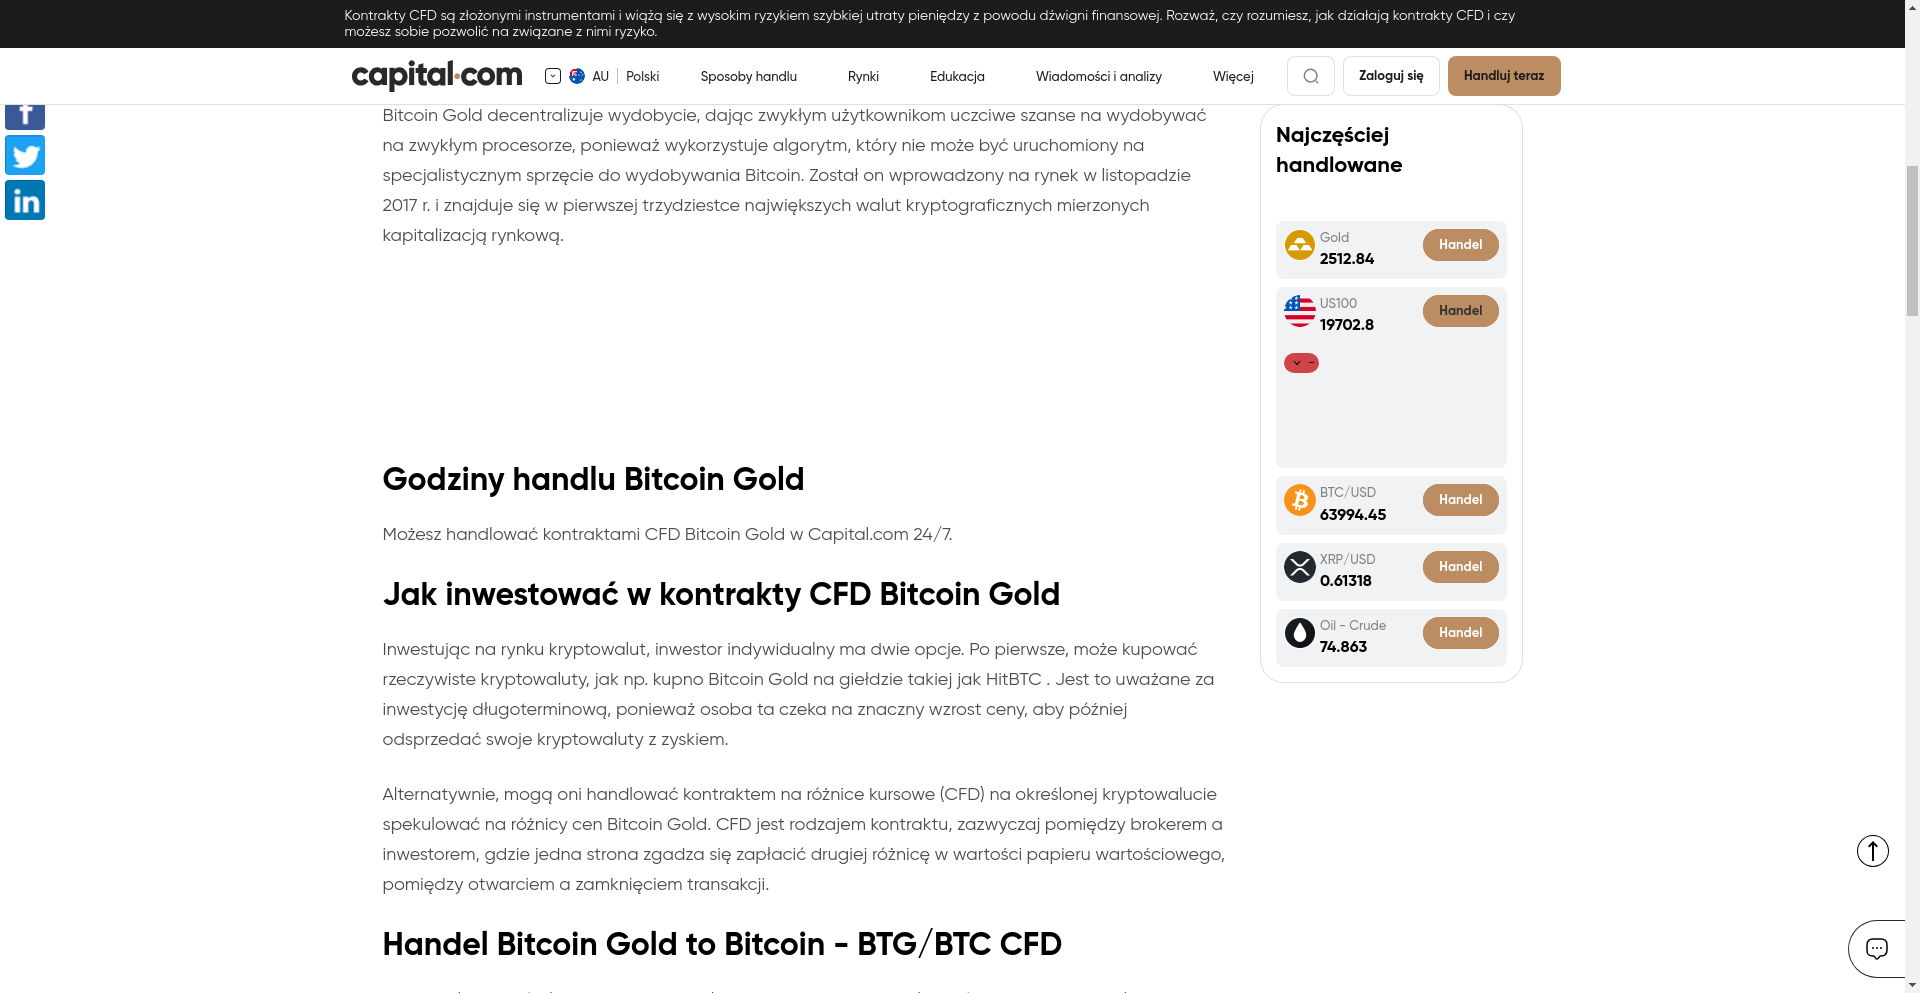 Kontrakty CFD są złożonymi instrumentami i wiążą się z wysokim ryzykiem szybkiej utraty pieniędzy z powodu dźwigni finansowej. Rozważ, czy rozumiesz, jak działają kontrakty CFD i czy
możesz sobie pozwolić na związane z nimi ryzyko.
capital.com
AU
Polski
Sposoby handlu
Rynki
Edukacja
Wiadomości i analizy
Więcej
Zaloguj się
Handluj teraz
Bitcoin Gold decentralizuje wydobycie, dając zwykłym użytkownikom uczciwe szanse na wydobywać
na zwykłym procesorze, ponieważ wykorzystuje algorytm, który nie może być uruchomiony na
specjalistycznym sprzęcie do wydobywania Bitcoin. Został on wprowadzony na rynek w listopadzie
2017 r. i znajduje się w pierwszej trzydziestce największych walut kryptograficznych mierzonych
kapitalizacją rynkową.
Godziny handlu Bitcoin Gold
Możesz handlować kontraktami CFD Bitcoin Gold w Capital.com 24/7.
Jak inwestować w kontrakty CFD Bitcoin Gold
Inwestując na rynku kryptowalut, inwestor indywidualny ma dwie opcje. Po pierwsze, może kupować
rzeczywiste kryptowaluty, jak np. kupno Bitcoin Gold na giełdzie takiej jak HitBTC . Jest to uważane za
inwestycję długoterminową, ponieważ osoba ta czeka na znaczny wzrost ceny, aby później
odsprzedać swoje kryptowaluty z zyskiem.
Alternatywnie, mogą oni handlować kontraktem na różnice kursowe (CFD) na określonej kryptowalucie
spekulować na różnicy cen Bitcoin Gold. CFD jest rodzajem kontraktu, zazwyczaj pomiędzy brokerem a
inwestorem, gdzie jedna strona zgadza się zapłacić drugiej różnicę w wartości papieru wartościowego,
pomiędzy otwarciem a zamknięciem transakcji.
Handel Bitcoin Gold to Bitcoin - BTG/BTC CFD
Najczęściej
handlowane
Gold
2512.84
Handel
US100
19702.8
Handel
-
BTC/USD
63994.45
Handel
XRP/USD
0.61318
Handel
Oil - Crude
74.863
Handel